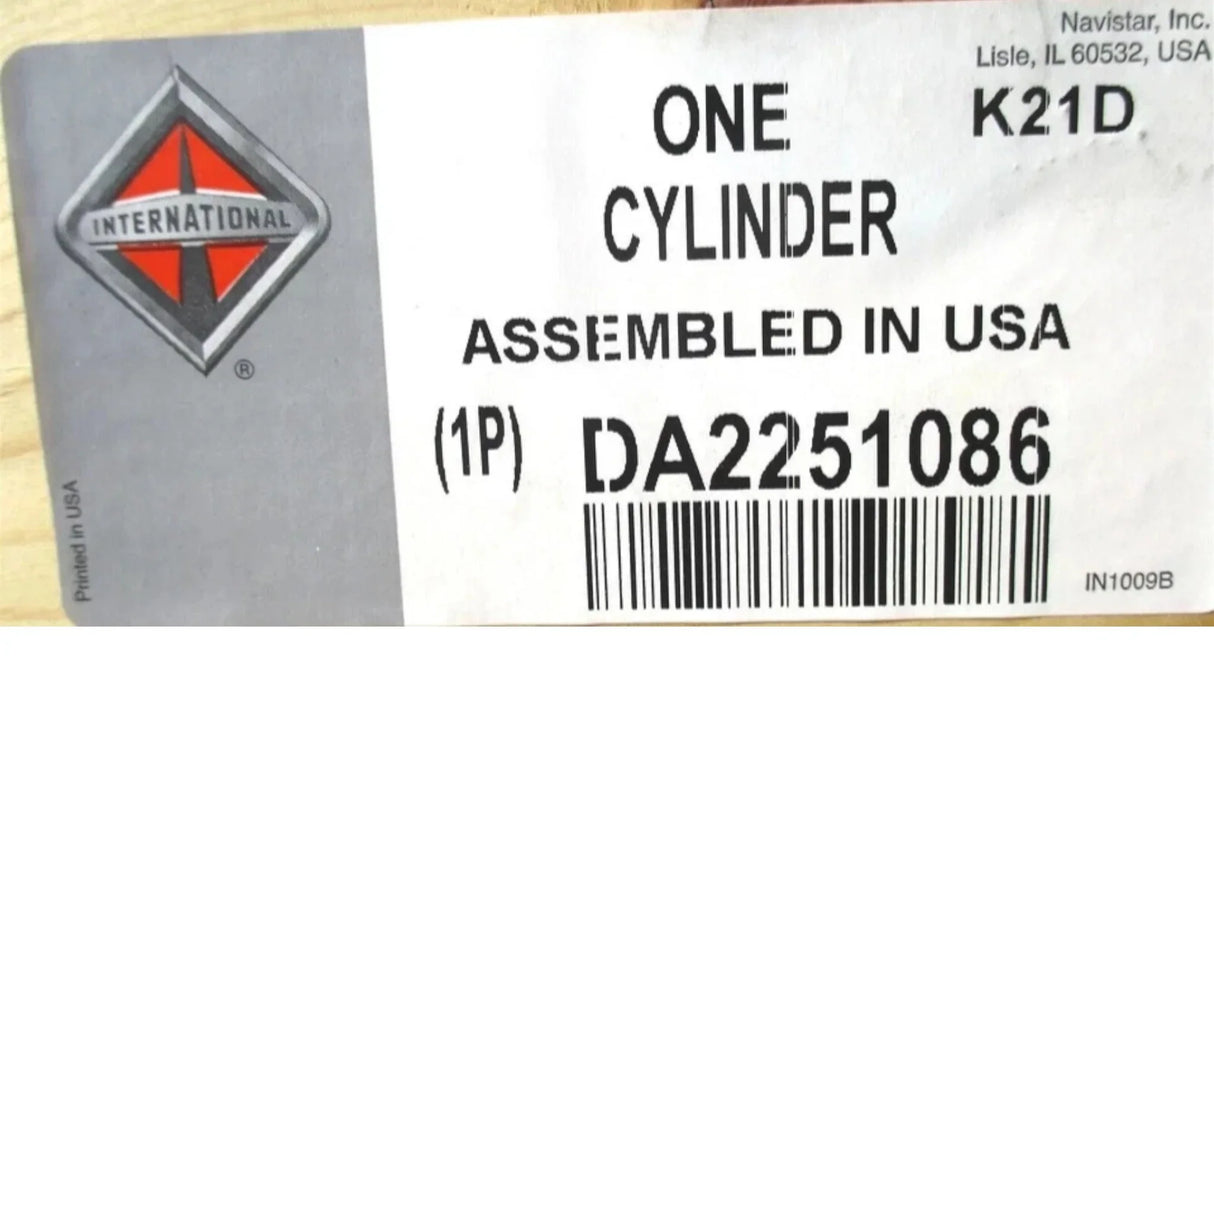 Navistar, Inc.
Lisle, IL 60532, USA
ONE
K21D
CYLINDER
INTERNATIONAL
®
ASSEMBLED IN USA
(1P) DA2251086
Printed in USA
IN1009B